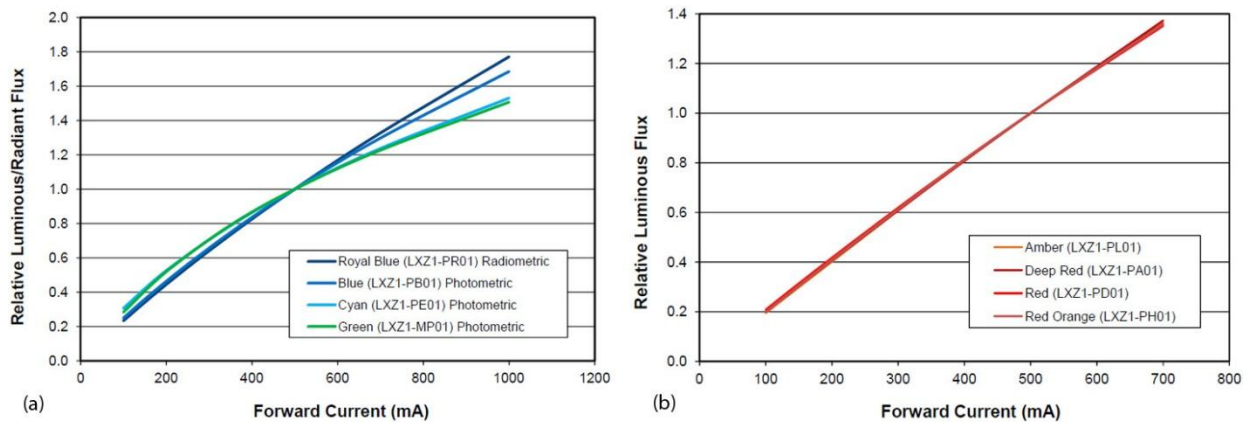 2.0
1.8
1.6
1.4
1.2
1.0
0.8
0.6
0.4
0.2
0.0
Relative Luminous/Radiant Flux
Royal Blue (LXZ1-PR01) Radiometric
Blue (LXZ1-PB01) Photometric
Cyan (LXZ1-PE01) Photometric
Green (LXZ1-MP01) Photometric
0 200 400 600 800 1000 1200
Forward Current (mA)
(a)
1.4
1.2
1.0
0.8
0.6
0.4
0.2
0.0
Relative Luminous Flux
Amber (LXZ1-PL01)
Deep Red (LXZ1-PA01)
Red (LXZ1-PD01)
Red Orange (LXZ1-PH01)
0 100 200 300 400 500 600 700 800
Forward Current (mA)
(b)